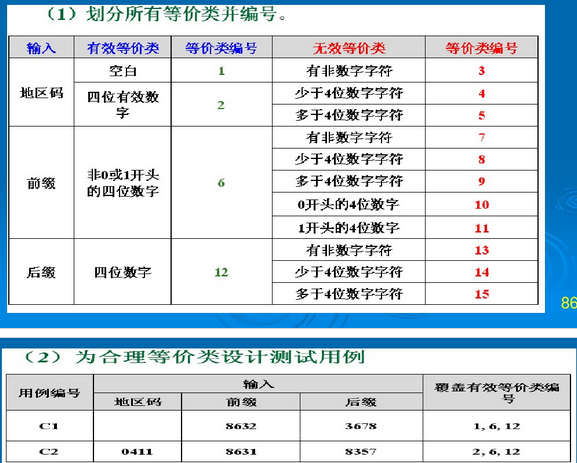 （1）划分所有等价类并编号。
输入 有效等价类 等价类编号 无效等价类 等价类编号
地区码 空白 1 有非数字字符 3
四位有效数字 2 少于4位数字字符 4
多于4位数字字符 5
前缀 非0或1开头的四位数字 6 有非数字字符 7
少于4位数字字符 8
多于4位数字字符 9
0开头的4位数字 10
1开头的4位数字 11
后缀 四位数字 12 有非数字字符 13
少于4位数字字符 14
多于4位数字字符 15
86
（2）为合理等价类设计测试用例
用例编号 输入 覆盖有效等价类编号
地区码 前缀 后缀
C1 8632 3678 1, 6, 12
C2 0411 8631 8357 2, 6, 12